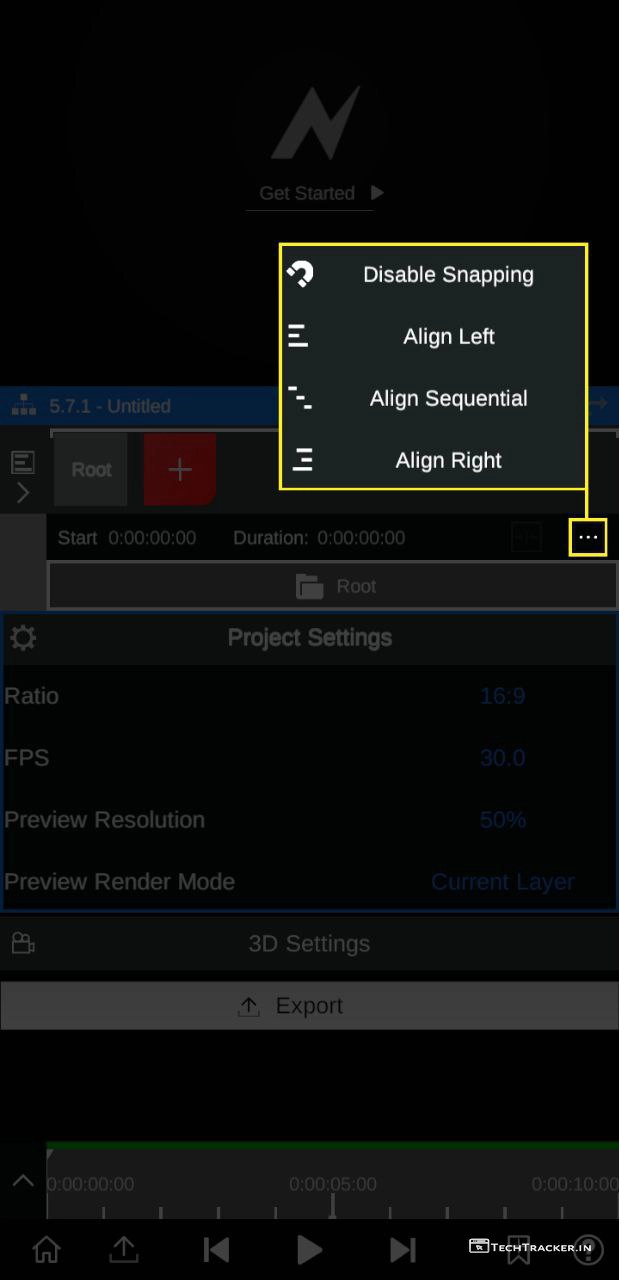 Get Started
Disable Snapping
Align Left
Align Sequential
Align Right
5.7.1 - Untitled
Root
Start 0:00:00:00 Duration: 0:00:00:00
Root
Project Settings
Ratio 16:9
FPS 30.0
Preview Resolution 50%
Preview Render Mode Current Layer
3D Settings
Export
0:00:00:00 0:00:05:00 0:00:10:00
TECHTRACKER.IN